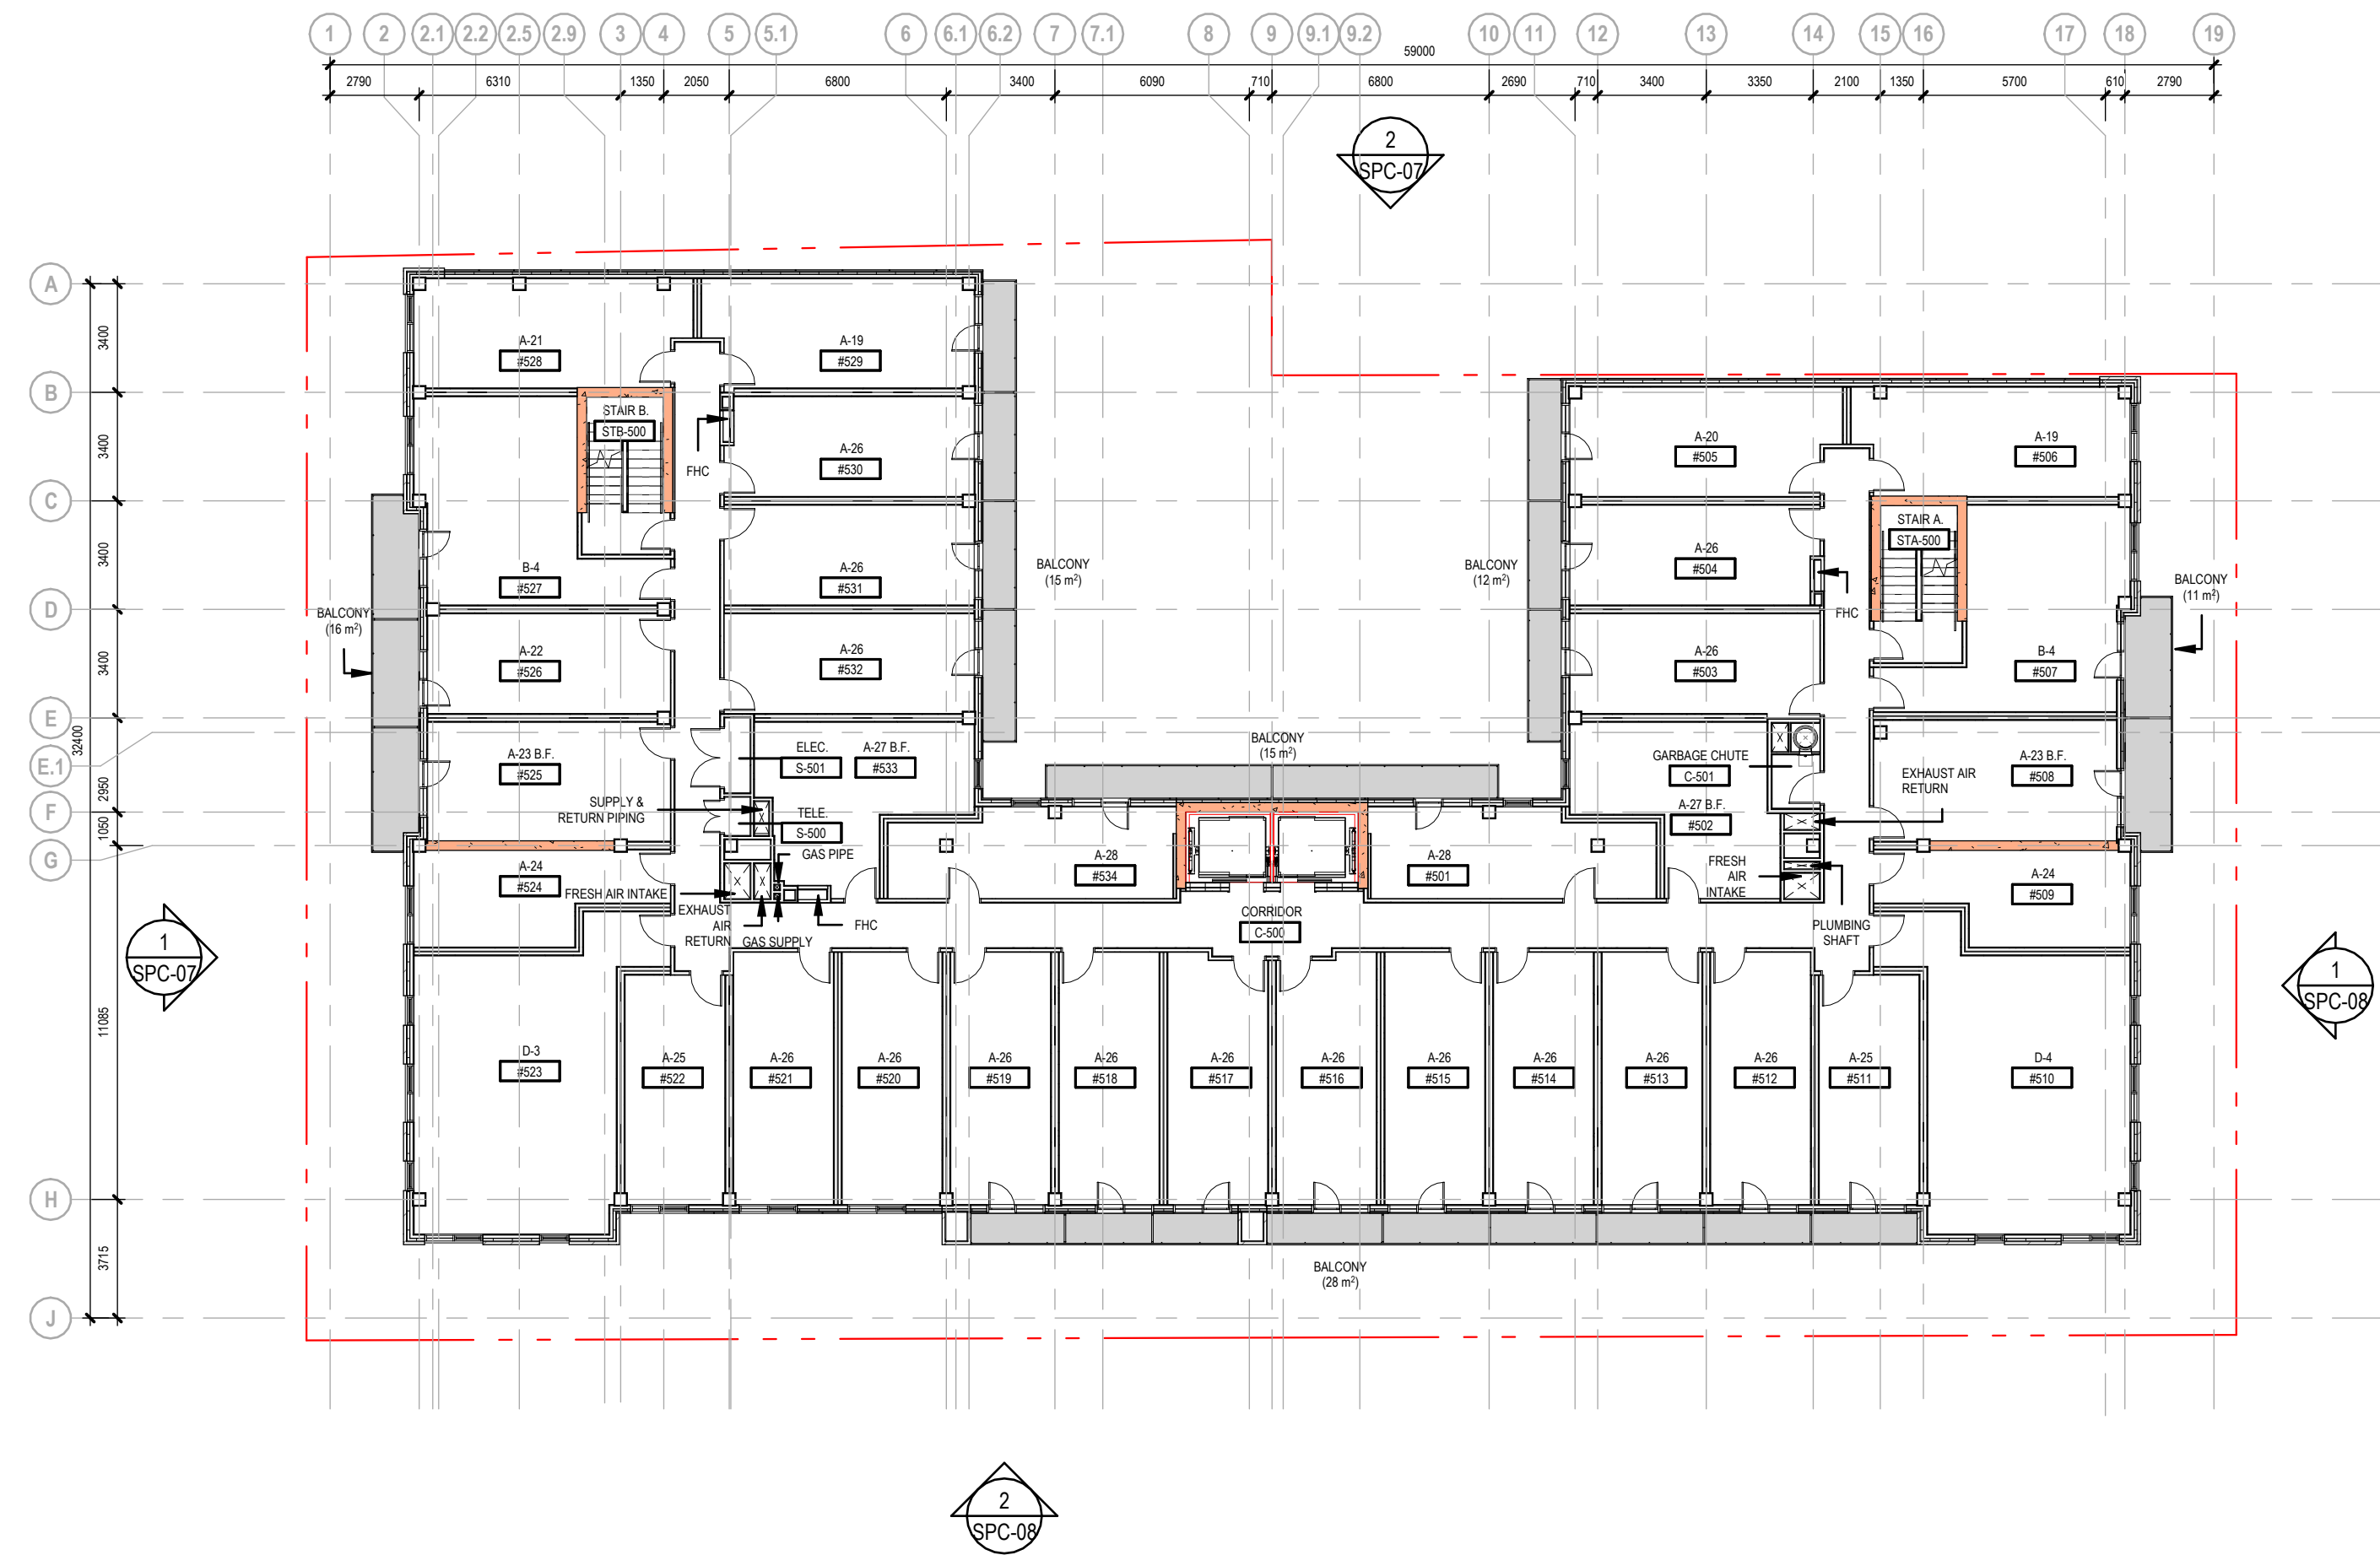 1 2 2.1 2.2 2.5 2.9 3 4 5 5.1 6 6.1 6.2 7 7.1 8 9 9.1 9.2 10 11 12 13 14 15 16 17 18 19
59000
2790 6310 1350 2050 6800 3400 6090 710 6800 2690 710 3400 3350 2100 1350 5700 610 2790
2
SPC-07
A
B
C
D
E
E.1
F
G
H
J
3400
3400
3400
3400
32400
2950
1050
11085
3715
A-21
#528
A-19
#529
STAIR B.
STB-500
FHC
A-26
#530
B-4
#527
A-26
#531
BALCONY
(15 m²)
BALCONY
(16 m²)
A-22
#526
A-26
#532
A-23 B.F.
#525
ELEC.
S-501
A-27 B.F.
#533
SUPPLY &
RETURN PIPING
TELE.
S-500
GAS PIPE
A-24
#524
FRESH AIR INTAKE
EXHAUST
AIR
RETURN
GAS SUPPLY
FHC
BALCONY
(15 m²)
A-28
#534
A-28
#501
CORRIDOR
C-500
A-20
#505
A-19
#506
BALCONY
(12 m²)
A-26
#504
STAIR A.
STA-500
FHC
BALCONY
(11 m²)
A-26
#503
B-4
#507
GARBAGE CHUTE
C-501
A-27 B.F.
#502
EXHAUST AIR
RETURN
A-23 B.F.
#508
FRESH
AIR
INTAKE
PLUMBING
SHAFT
A-24
#509
1
SPC-07
1
SPC-08
D-3
#523
A-25
#522
A-26
#521
A-26
#520
A-26
#519
A-26
#518
A-26
#517
A-26
#516
A-26
#515
A-26
#514
A-26
#513
A-26
#512
A-25
#511
D-4
#510
BALCONY
(28 m²)
2
SPC-08